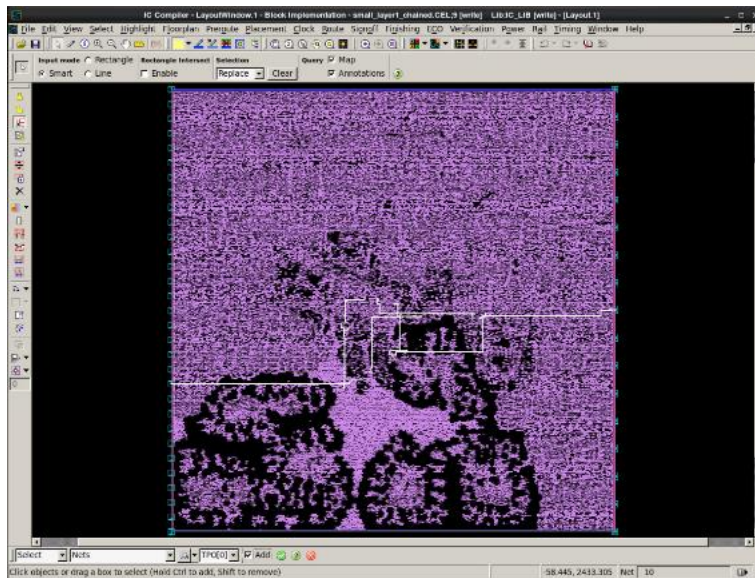 IC Compiler - LayoutWindow.1 - Block Implementation - small_layer1_chained.CEL;9 [write]   Lib:IC_LIB [write] - [Layout.1]
File Edit View Select Highlight Floorplan Preroute Placement Clock Route Signoff Finishing ECO Verification Power Rail Timing Window Help
Input mode Rectangle Rectangle Intersect Selection Query Map
Smart Line Enable Replace Clear Annotations
0
Select Nets TPO[0] Add
Click objects or drag a box to select (Hold Ctrl to add, Shift to remove) 58.445, 2433.305 Net 10